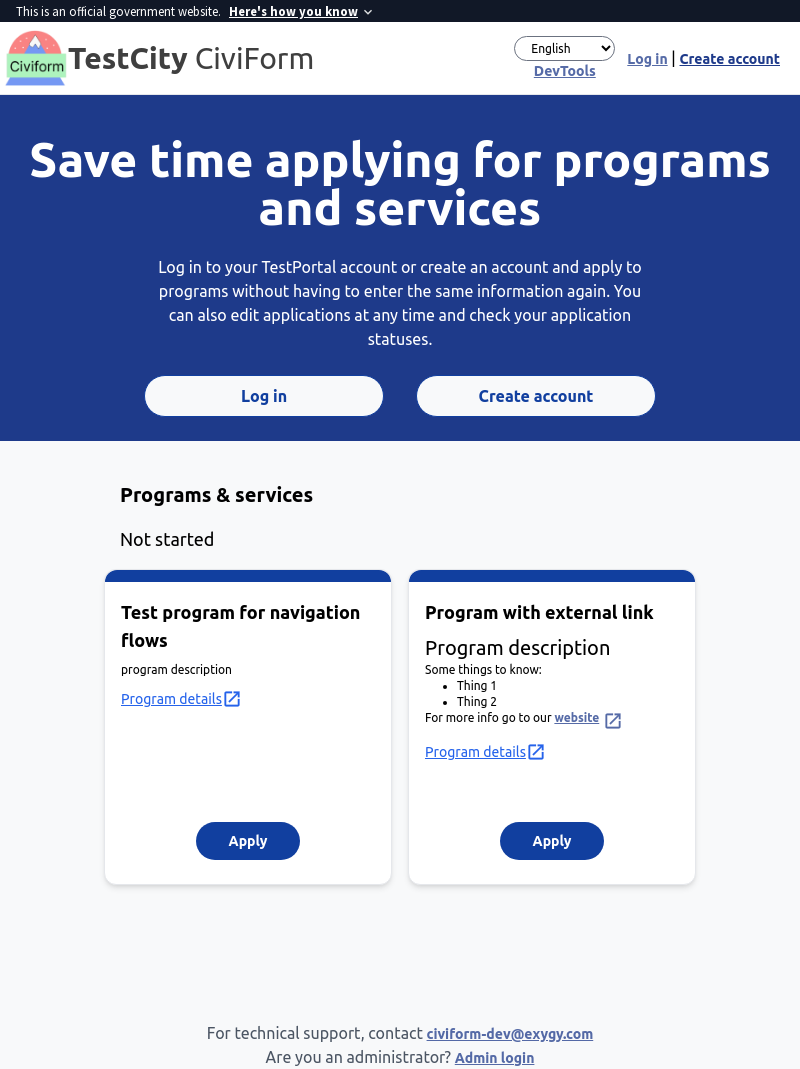 This is an official government website. Here's how you know
Civiform
TestCity CiviForm
English
DevTools
Log in | Create account
Save time applying for programs
and services
Log in to your TestPortal account or create an account and apply to
programs without having to enter the same information again. You
can also edit applications at any time and check your application
statuses.
Log in
Create account
Programs & services
Not started
Test program for navigation
flows
program description
Program details
Apply
Program with external link
Program description
Some things to know:
• Thing 1
• Thing 2
For more info go to our website
Program details
Apply
For technical support, contact civiform-dev@exygy.com
Are you an administrator? Admin login